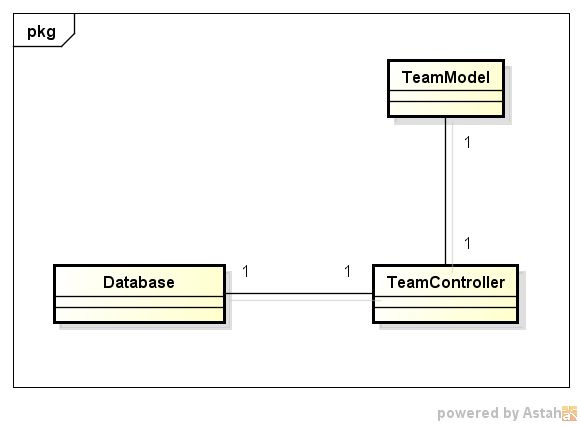 pkg
TeamModel
1
1
1 1
Database
TeamController
powered by Astah